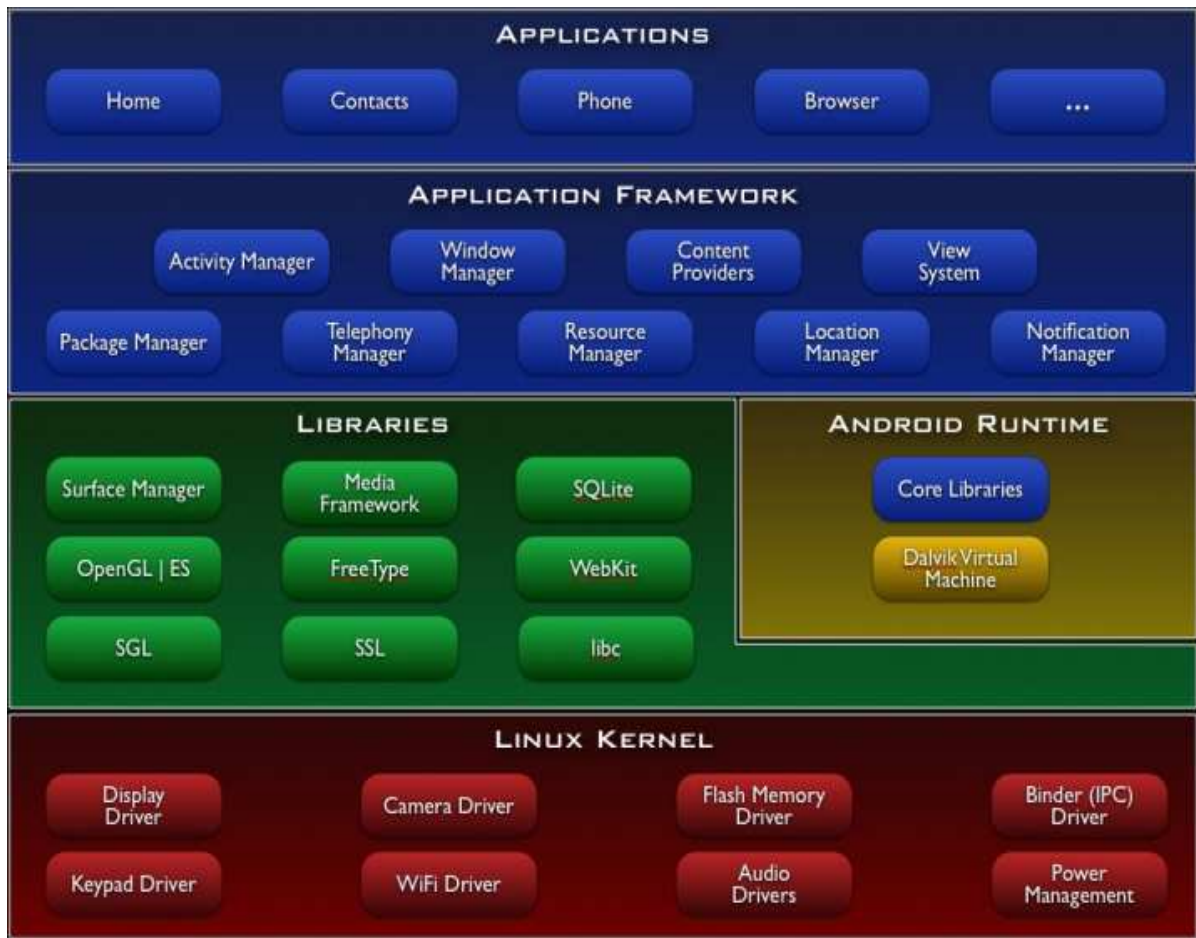 APPLICATIONS
Home
Contacts
Phone
Browser
...
APPLICATION FRAMEWORK
Activity Manager
Window
Manager
Content
Providers
View
System
Package Manager
Telephony
Manager
Resource
Manager
Location
Manager
Notification
Manager
LIBRARIES
Surface Manager
Media
Framework
SQLite
OpenGL | ES
FreeType
WebKit
SGL
SSL
libc
ANDROID RUNTIME
Core Libraries
Dalvik Virtual
Machine
LINUX KERNEL
Display
Driver
Camera Driver
Flash Memory
Driver
Binder (IPC)
Driver
Keypad Driver
WiFi Driver
Audio
Drivers
Power
Management